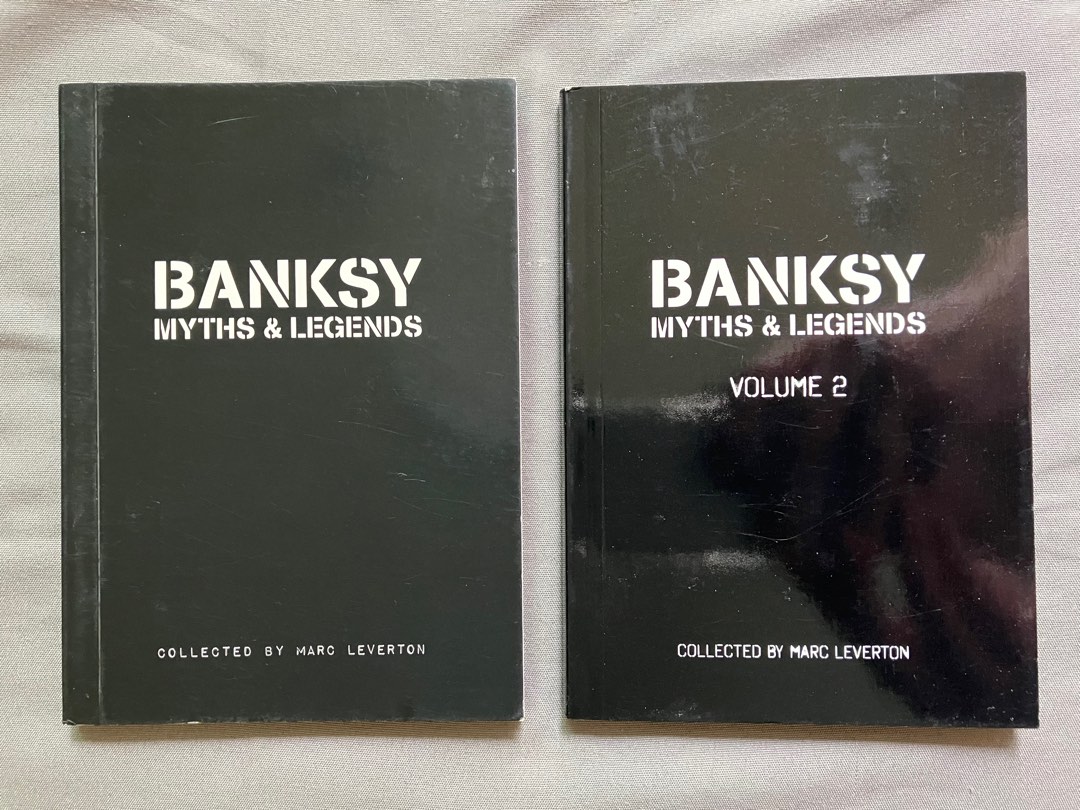 BANKSY
MYTHS & LEGENDS
COLLECTED BY MARC LEVERTON
BANKSY
MYTHS & LEGENDS
VOLUME 2
COLLECTED BY MARC LEVERTON